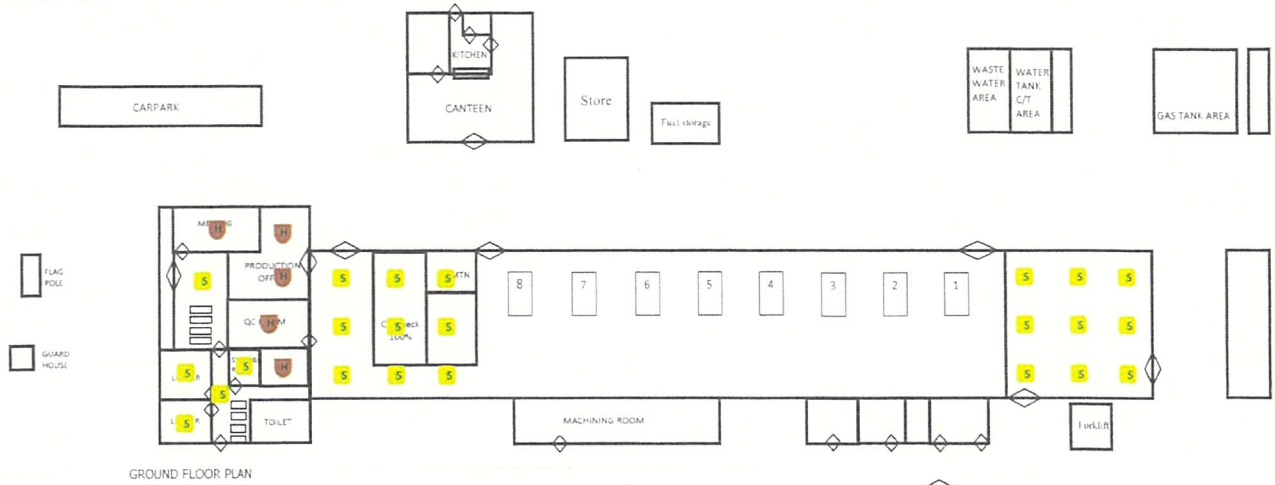 KITCHEN
CANTEEN
CARPARK
Store
Fuel storage
WASTE
WATER
AREA
WATER
TANK
C/T
AREA
GAS TANK AREA
H
H
PRODUCTION
H
S
FLAG
POLE
S
S
S
MTN
8
7
6
5
4
3
2
1
S
S
S
QC
H
S
S
S
100%
S
S
S
GUARD
HOUSE
S
S
H
S
S
S
S
S
S
S
S
S
TOILET
MACHINING ROOM
Forklift
GROUND FLOOR PLAN